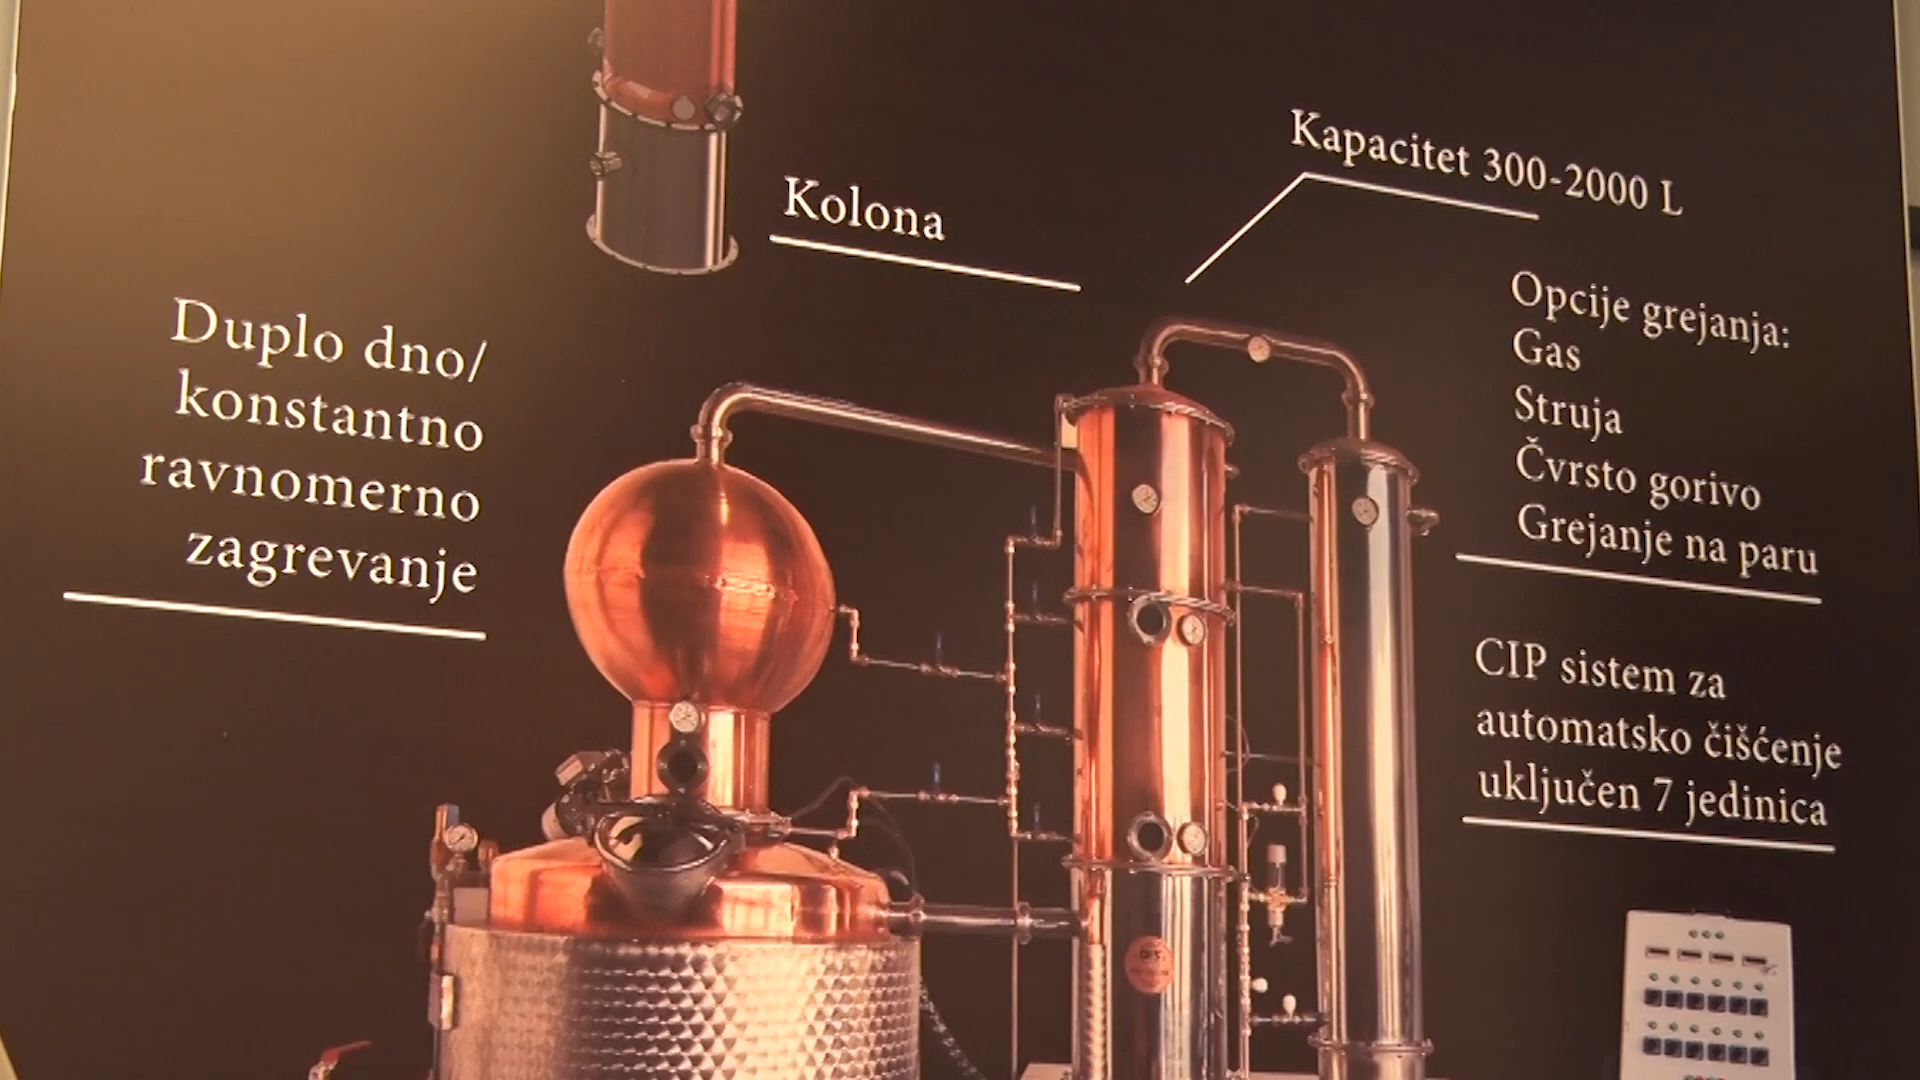 Kapacitet 300-2000 L
Kolona
Duplo dno/
konstantno
ravnomerno
zagrevanje
Opcije grejanja:
Gas
Struja
Čvrsto gorivo
Grejanje na paru
CIP sistem za
automatsko čišćenje
uključen 7 jedinica